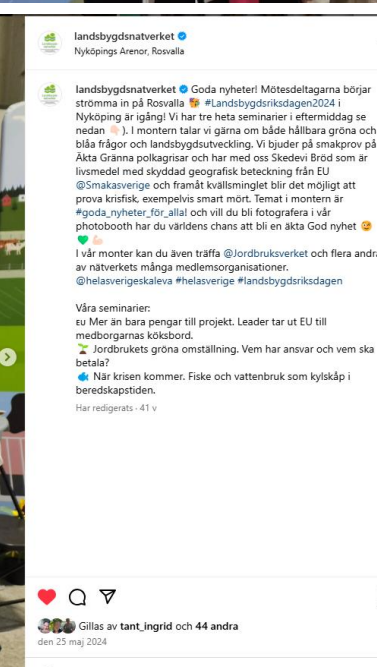 landsbygdsnatverket
Nyköpings Arenor, Rosvalla
landsbygdsnatverket Goda nyheter! Mötesdeltagarna börjar
strömma in på Rosvalla #Landsbygdsriksdagen2024 i
Nyköping är igång! Vi har tre heta seminarier i eftermiddag se
nedan 👇🏻). I montern talar vi gärna om både hållbara gröna och
blåa frågor och landsbygdsutveckling. Vi bjuder på smakprov på
Äkta Gränna polkagrisar och har med oss Skedevi Bröd som är
livsmedel med skyddad geografisk beteckning från EU
@Smakasverige och framåt kvällsminglet blir det möjligt att
prova krisfisk, exempelvis smart mört. Temat i montern är
#goda_nyheter_för_alla! och vill du bli fotografera i vår
photobooth har du världens chans att bli en äkta God nyhet 😉
💚💪🏻
I vår monter kan du även träffa @Jordbruksverket och flera andra
av nätverkets många medlemsorganisationer.
@helasverigeskaleva #helasverige #landsbygdsriksdagen
Våra seminarier:
EU Mer än bara pengar till projekt. Leader tar ut EU till
medborgarnas köksbord.
🌱 Jordbrukets gröna omställning. Vem har ansvar och vem ska
betala?
🐟 När krisen kommer. Fiske och vattenbruk som kylskåp i
beredskapstiden.
Har redigerats · 41 v
Gillas av tant_ingrid och 44 andra
den 25 maj 2024